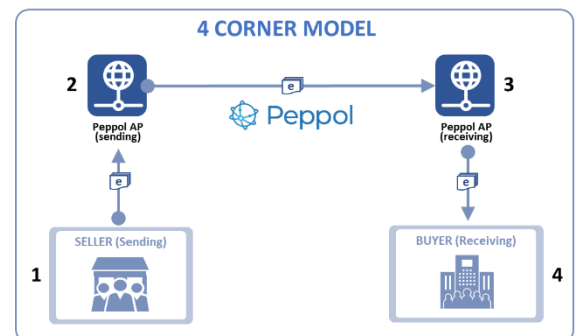 4 CORNER MODEL
2
e
3
Peppol AP
(sending)
Peppol
Peppol AP
(receiving)
e
e
SELLER (Sending)
BUYER (Receiving)
1
4